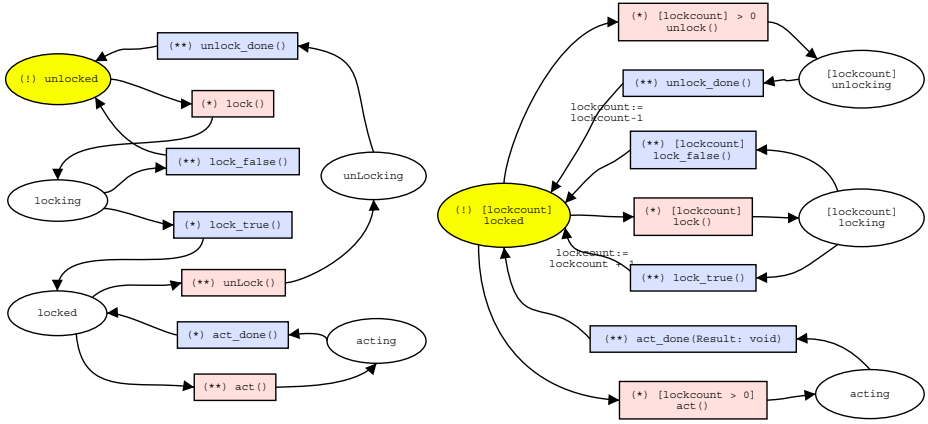 (**) unlock_done()
(!) unlocked
(*) lock()
(**) lock_false()
locking
unLocking
(*) lock_true()
(**) unLock()
locked
(*) act_done()
acting
(**) act()
(*) [lockcount] > 0
unlock()
[lockcount]
unlocking
(**) unlock_done()
lockcount:=
lockcount-1
(**) [lockcount]
lock_false()
(!) [lockcount]
locked
(*) [lockcount]
lock()
[lockcount]
locking
lockcount:=
lockcount + 1
(**) lock_true()
(**) act_done(Result: void)
(*) [lockcount > 0]
act()
acting